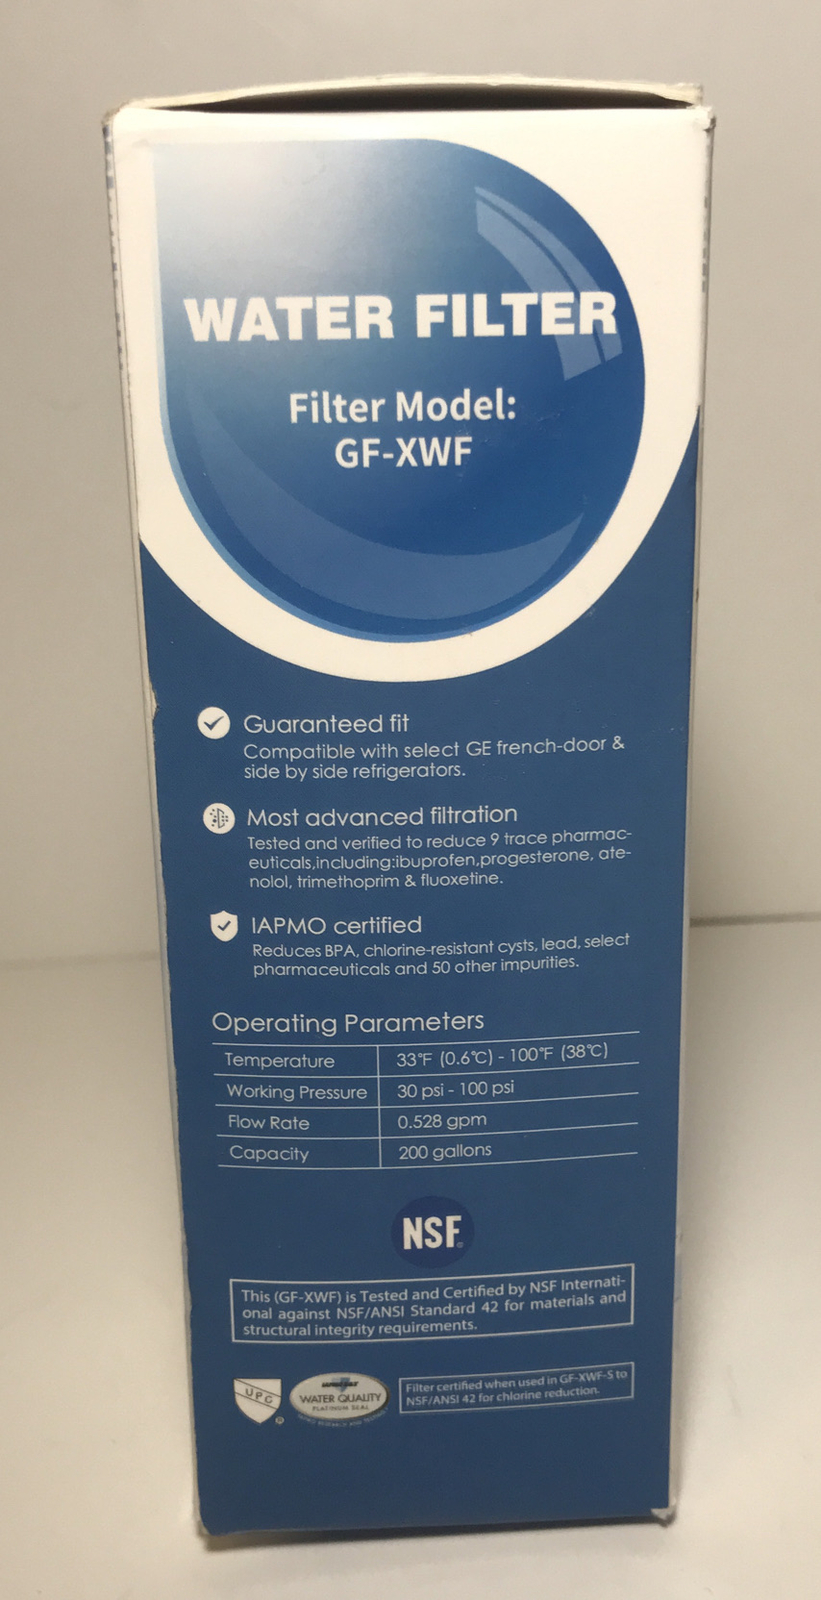 WATER FILTER
Filter Model:
GF-XWF
Guaranteed fit
Compatible with select GE french-door &
side by side refrigerators.
Most advanced filtration
Tested and verified to reduce 9 trace pharmac-
euticals,including:ibuprofen,progesterone, ate-
nolol, trimethoprim & fluoxetine.
IAPMO certified
Reduces BPA, chlorine-resistant cysts, lead, select
pharmaceuticals and 50 other impurities.
Operating Parameters
Temperature 33°F (0.6℃) - 100°F (38℃)
Working Pressure 30 psi - 100 psi
Flow Rate 0.528 gpm
Capacity 200 gallons
NSF®
This (GF-XWF) is Tested and Certified by NSF Internati-
onal against NSF/ANSI Standard 42 for materials and
structural integrity requirements.
UPC®
WATER QUALITY
PLATINUM SEAL
Filter certified when used in GF-XWF-S to
NSF/ANSI 42 for chlorine reduction.